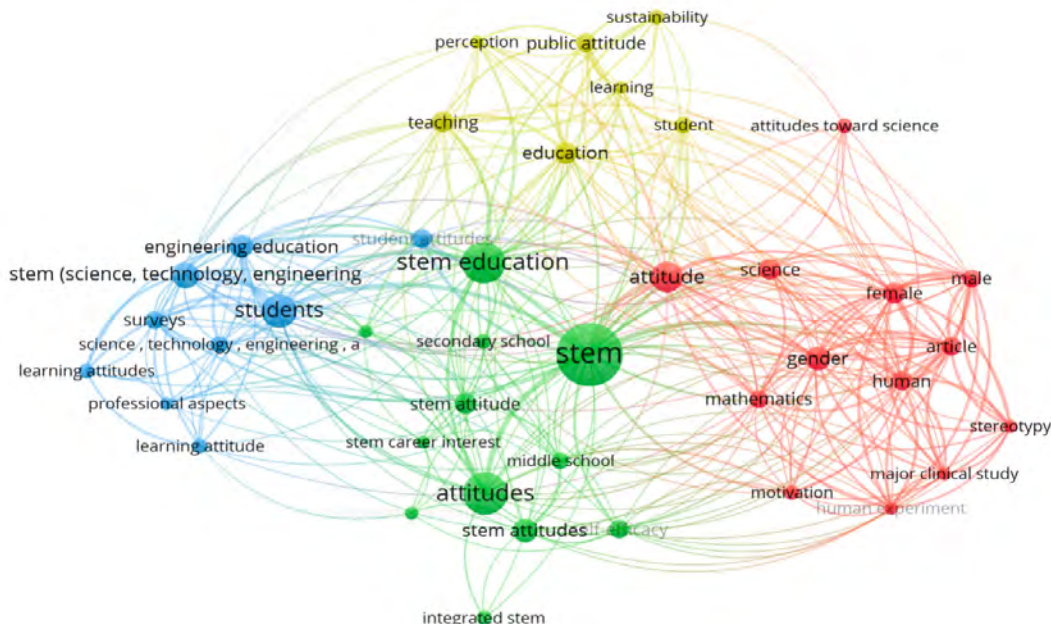 sustainability
perception
public attitude
learning
teaching
student
attitudes toward science
education
engineering education
student attitudes
stem (science, technology, engineering
stem education
attitude
science
male
female
students
surveys
science , technology , engineering , a
secondary school
stem
article
gender
learning attitudes
human
professional aspects
stem attitude
mathematics
stereotypy
learning attitude
stem career interest
middle school
major clinical study
attitudes
motivation
human experiment
stem attitudes
self-efficacy
integrated stem